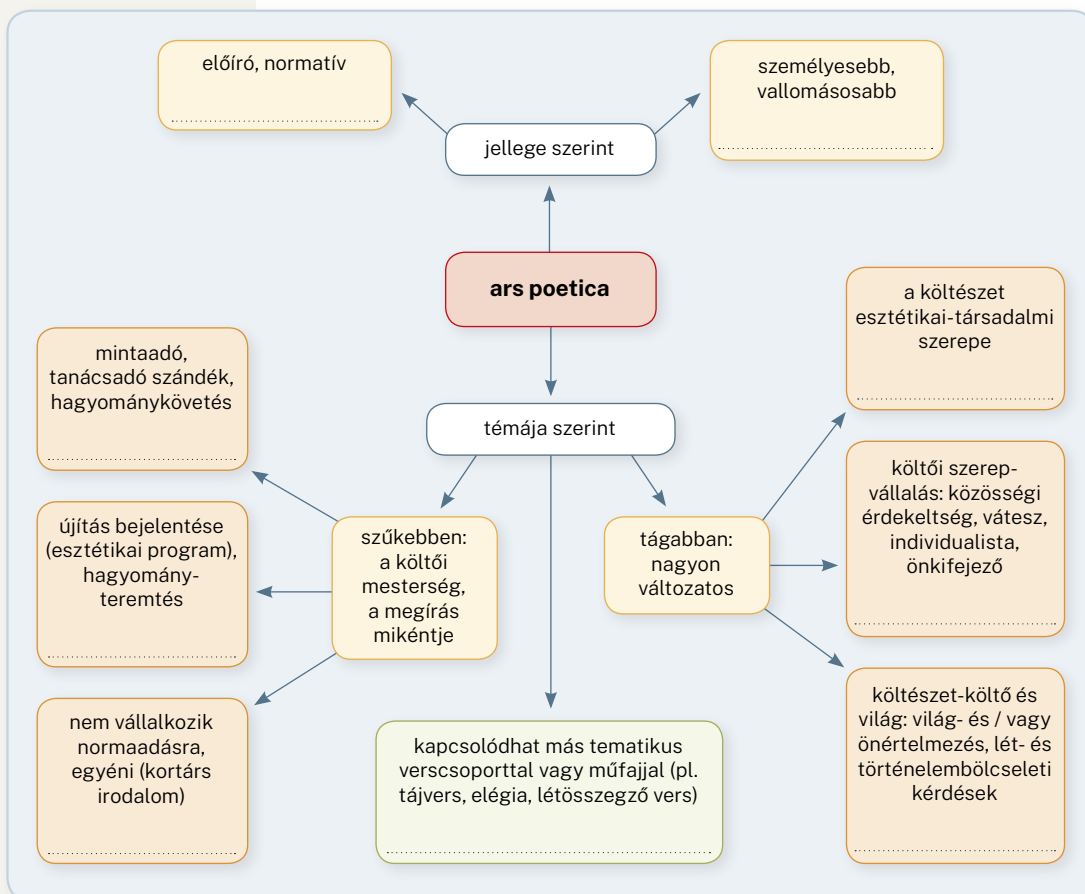 előíró, normatív
személyesebb,
vallomásosabb
jellege szerint
ars poetica
a költészet
esztétikai-társadalmi
szerepe
mintaadó,
tanácsadó szándék,
hagyománykövetés
témája szerint
költői szerep-
vállalás: közösségi
érdekeltség, vátesz,
individualista,
önkifejező
újítás bejelentése
(esztétikai program),
hagyomány-
teremtés
szűkebben:
a költői
mesterség,
a megírás
mikéntje
tágabban:
nagyon
változatos
nem vállalkozik
normaadásra,
egyéni (kortárs
irodalom)
kapcsolódhat más tematikus
verscsoporttal vagy műfajjal (pl.
tájvers, elégia, létösszegző vers)
költészet-költő és
világ: világ- és / vagy
önértelmezés, lét- és
történelembölcseleti
kérdések